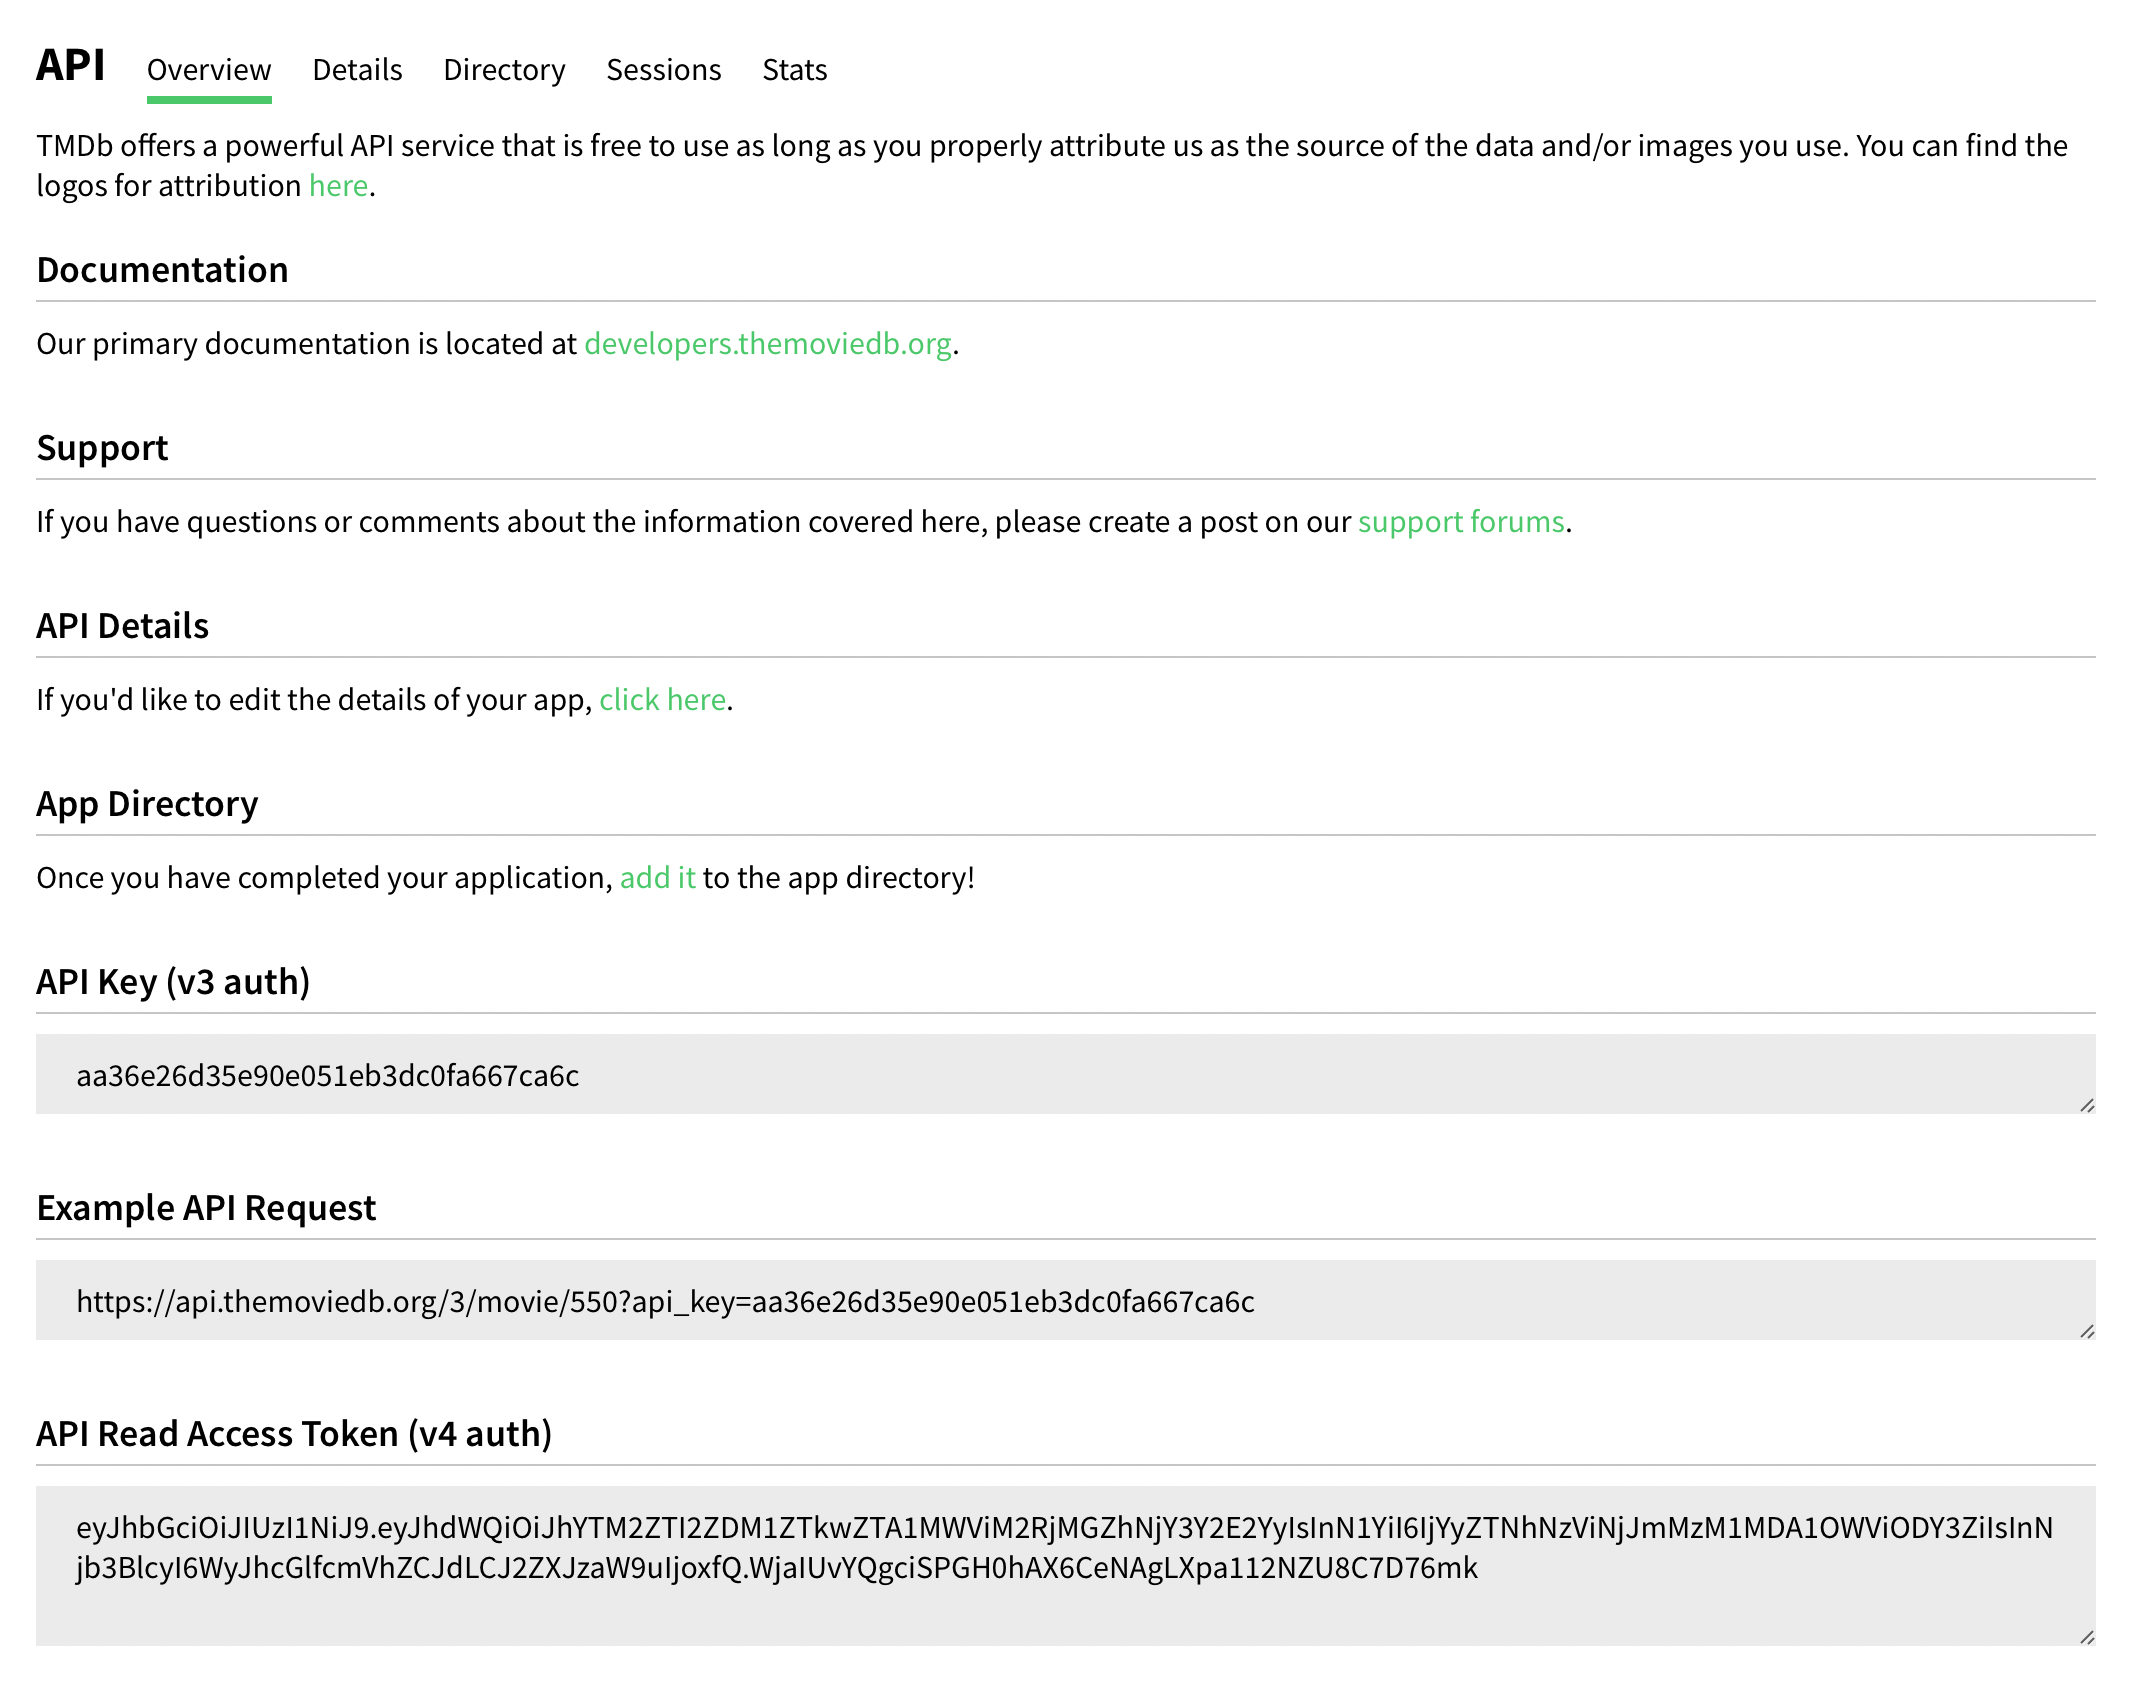 API Overview Details Directory Sessions Stats
TMDb offers a powerful API service that is free to use as long as you properly attribute us as the source of the data and/or images you use. You can find the
logos for attribution here.
Documentation
Our primary documentation is located at developers.themoviedb.org.
Support
If you have questions or comments about the information covered here, please create a post on our support forums.
API Details
If you'd like to edit the details of your app, click here.
App Directory
Once you have completed your application, add it to the app directory!
API Key (v3 auth)
aa36e26d35e90e051eb3dc0fa667ca6c
Example API Request
https://api.themoviedb.org/3/movie/550?api_key=aa36e26d35e90e051eb3dc0fa667ca6c
API Read Access Token (v4 auth)
eyJhbGciOiJIUzI1NiJ9.eyJhdWQiOiJhYTM2ZTI2ZDM1ZTkwZTA1MWViM2RjMGZhNjY3Y2E2YyIsInN1YiI6IjYyZTNhNzViNjJmMzM1MDA1OWViODY3ZiIsInN
jb3BlcyI6WyJhcGlfcmVhZCJdLCJ2ZXJzaW9uIjoxfQ.WjaIUvYQgciSPGH0hAX6CeNAgLXpa112NZU8C7D76mk